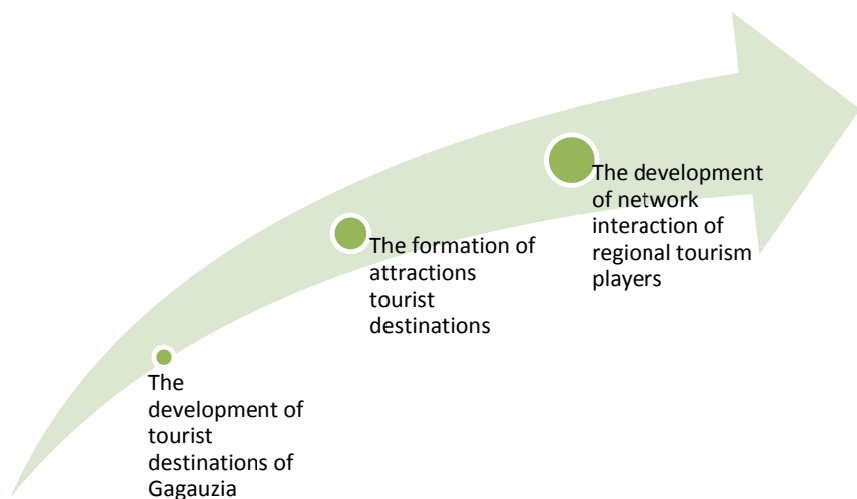 The
development of
tourist
destinations of
Gagauzia
The formation of
attractions
tourist
destinations
The development
of network
interaction of
regional tourism
players